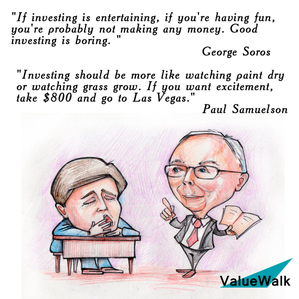 "If investing is entertaining, if you're having fun,
you're probably not making any money. Good
investing is boring. "
George Soros
"Investing should be more like watching paint dry
or watching grass grow. If you want excitement,
take $800 and go to Las Vegas."
Paul Samuelson
ValueWalk